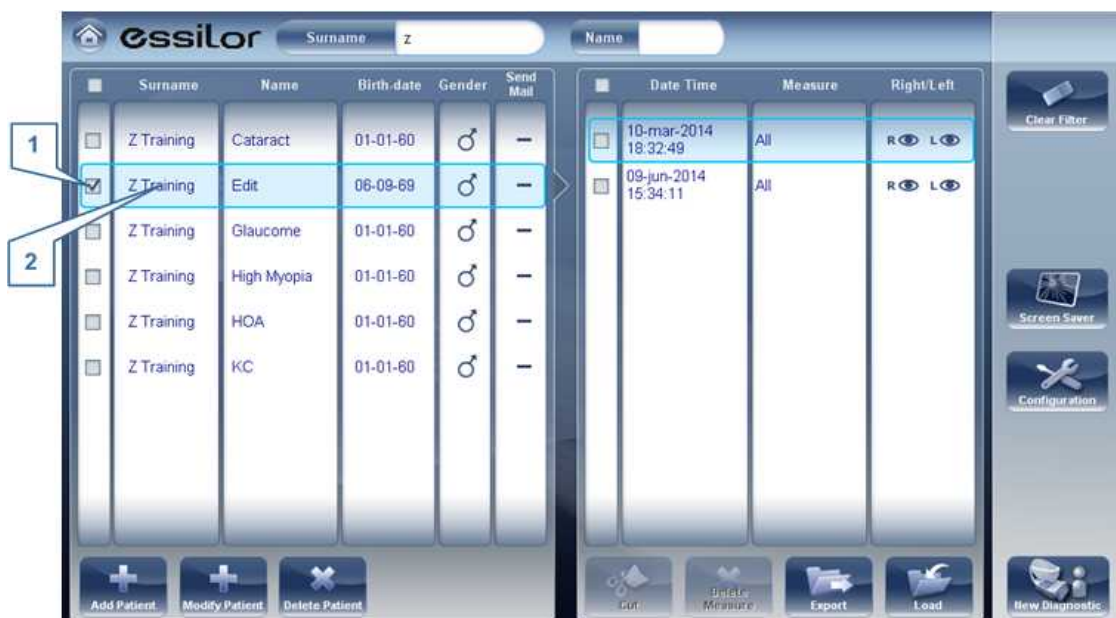 essilor Surname z Name
Surname Name Birth-date Gender Send Mail
Date Time Measure Right/Left
Clear Filter
1
Z Training Cataract 01-01-60
10-mar-2014 All R L
18:32:49
Z Training Edit 06-09-69
09-jun-2014 All R L
15:34:11
2
Z Training Glaucome 01-01-60
Z Training High Myopia 01-01-60
Z Training HOA 01-01-60
Z Training KC 01-01-60
Screen Saver
Configuration
Add Patient Modify Patient Delete Patient
Cut Delete Measure Export Load
New Diagnostic